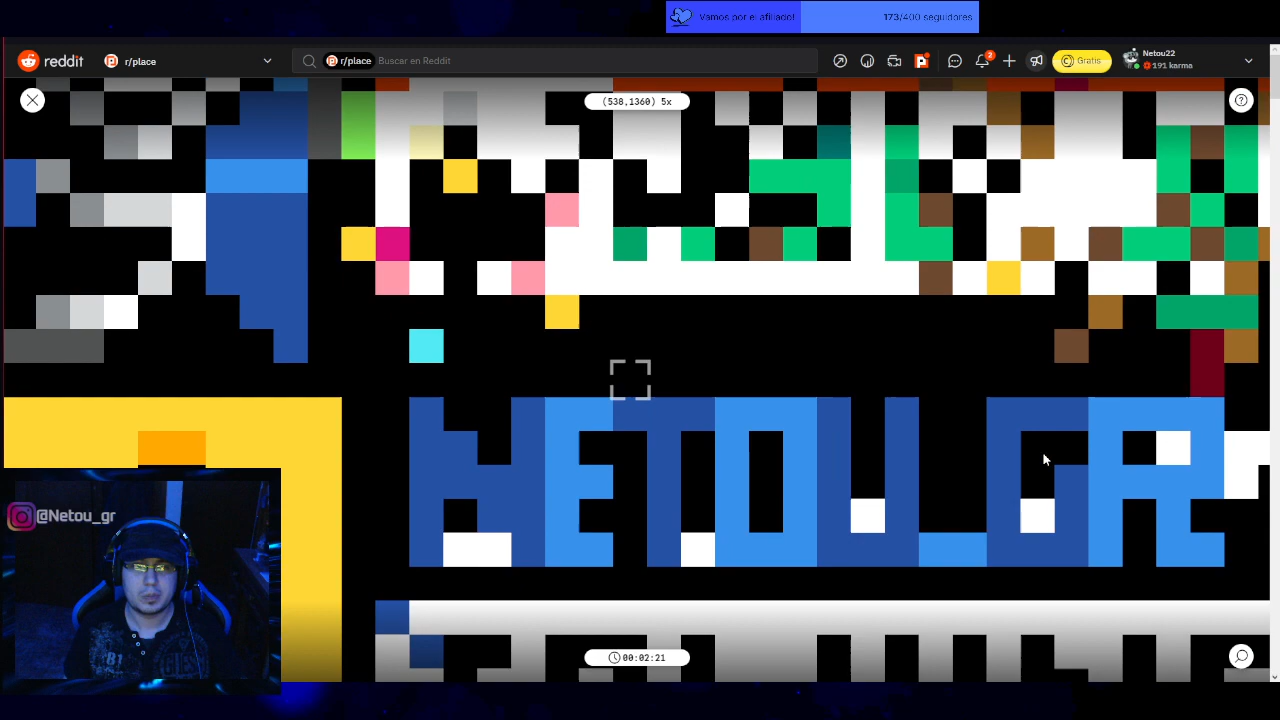 Vamos por el afiliado! 173/400 seguidores
reddit r/place r/place Buscar en Reddit 2 Gratis Netou22
191 karma
(538,1360) 5x
NETOU_GR
@Netou_gr
00:02:21